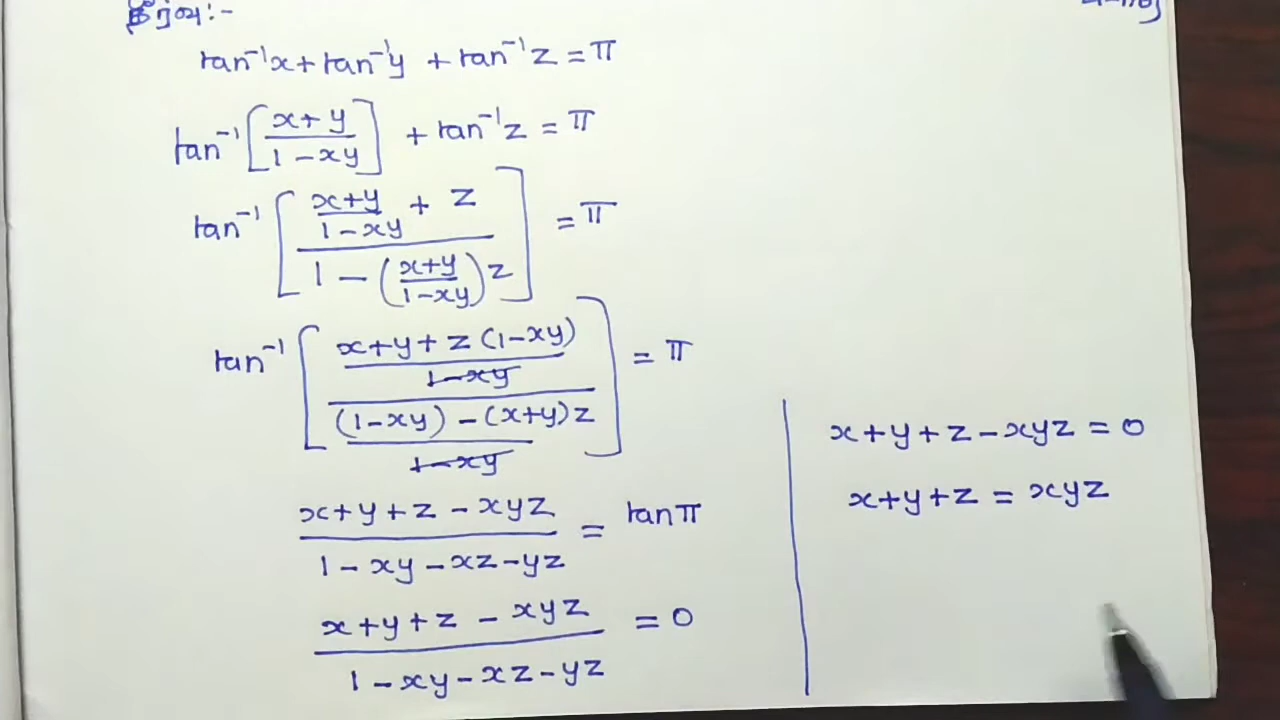 தீர்வு:-
tan⁻¹x + tan⁻¹y + tan⁻¹z = π
tan⁻¹ [ (x+y)/(1-xy) ] + tan⁻¹z = π
tan⁻¹ [ ( (x+y)/(1-xy) + z ) / ( 1 - ((x+y)/(1-xy)) z ) ] = π
tan⁻¹ [ ( (x+y+z(1-xy))/(1-xy) ) / ( ((1-xy)-(x+y)z)/(1-xy) ) ] = π
(x+y+z-xyz)/(1-xy-xz-yz) = tanπ
(x+y+z-xyz)/(1-xy-xz-yz) = 0
x+y+z-xyz = 0
x+y+z = xyz